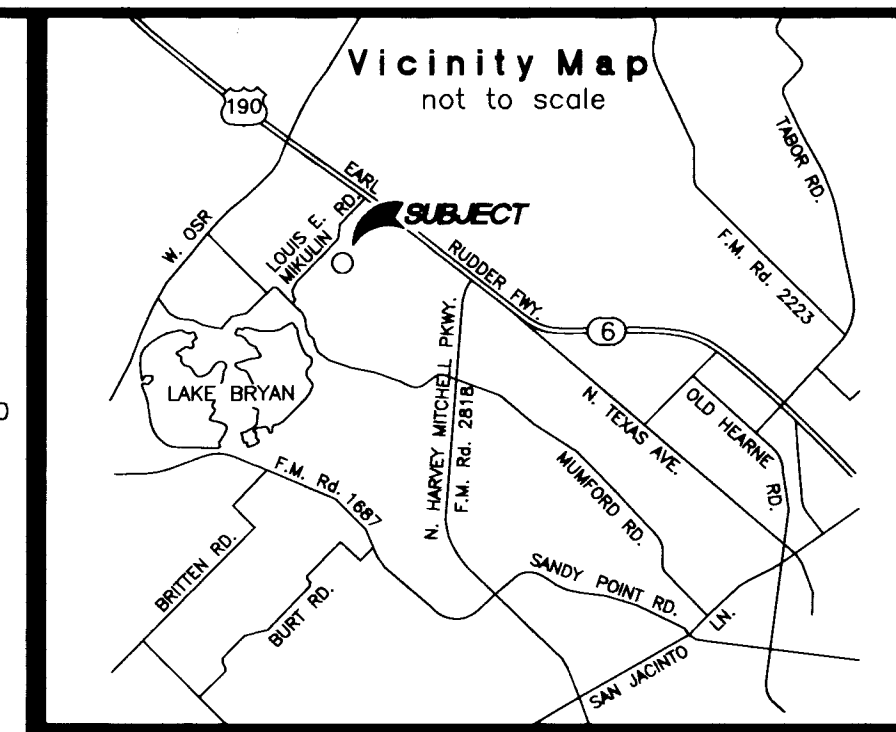 Vicinity Map
not to scale
190
EARL
TABOR RD.
W. OSR
LOUIS E. RD.
MIKULIN
SUBJECT
RUDDER FWY.
F.M. Rd. 2223
6
LAKE BRYAN
N. HARVEY MITCHELL PKWY.
F.M. Rd. 2818
N. TEXAS AVE.
OLD HEARNE
RD.
F.M. Rd. 1687
MUMFORD RD.
BRITTEN RD.
BURT RD.
SANDY POINT RD.
SAN JACINTO
LN.